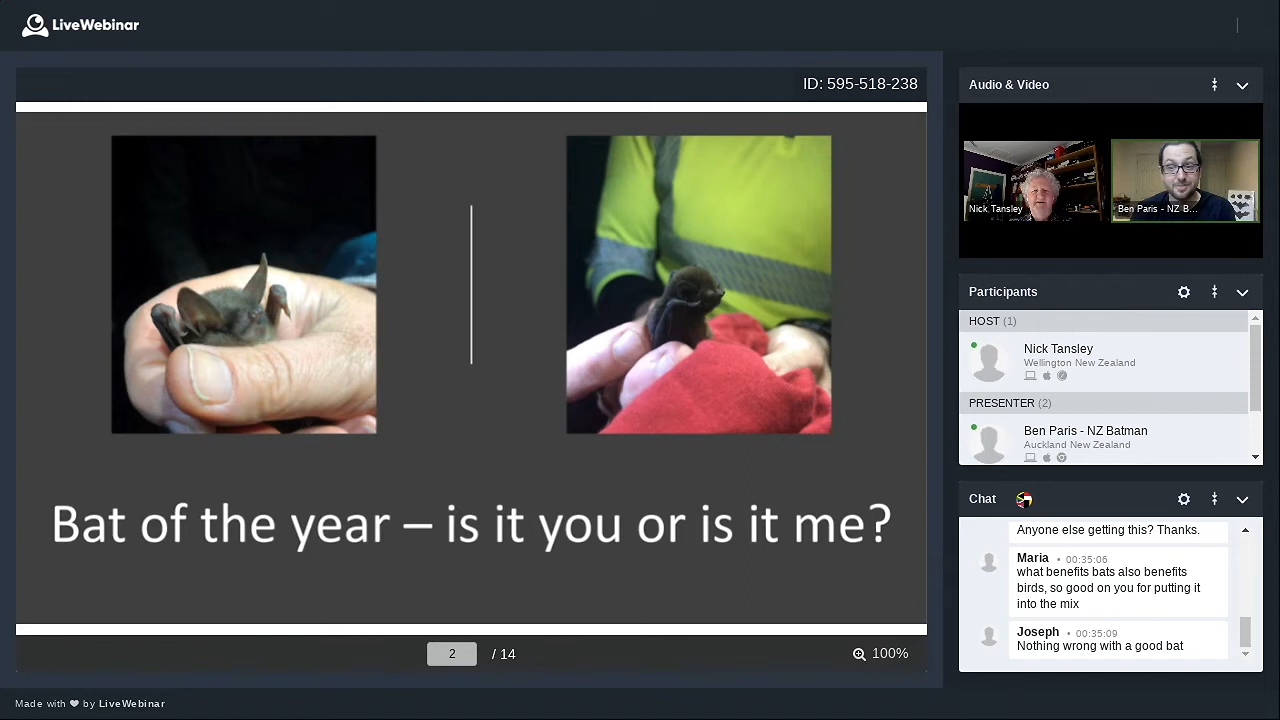 LiveWebinar
ID: 595-518-238
Bat of the year – is it you or is it me?
2 / 14
100%
Made with by LiveWebinar
Audio & Video
Nick Tansley
Ben Paris - NZ B...
Participants
HOST (1)
Nick Tansley
Wellington New Zealand
PRESENTER (2)
Ben Paris - NZ Batman
Auckland New Zealand
Chat
Anyone else getting this? Thanks.
Maria • 00:35:06
what benefits bats also benefits
birds, so good on you for putting it
into the mix
Joseph • 00:35:09
Nothing wrong with a good bat